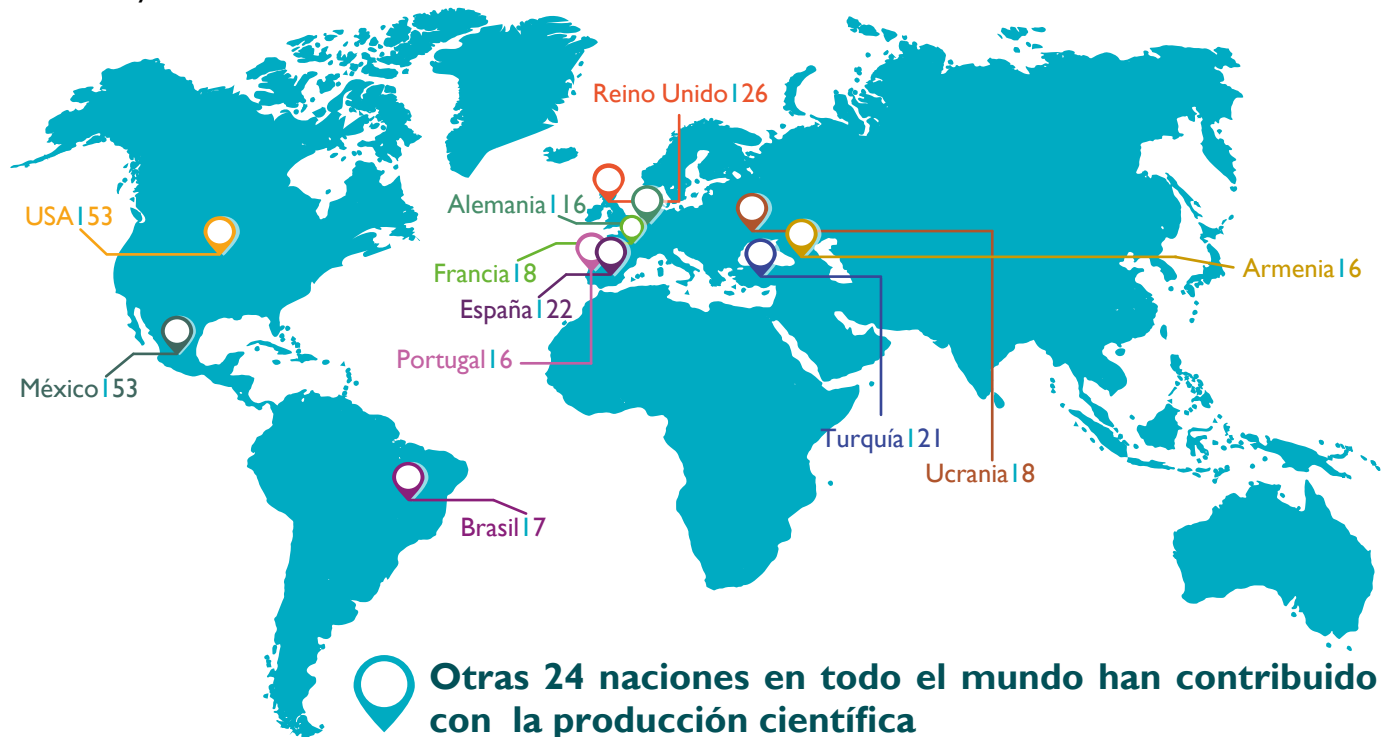 Reino Unido|26
Alemania|16
USA|53
Francia|8
Armenia|6
España|22
Portugal|6
México|53
Turquía|21
Ucrania|8
Brasil|7
Otras 24 naciones en todo el mundo han contribuido
con la producción científica